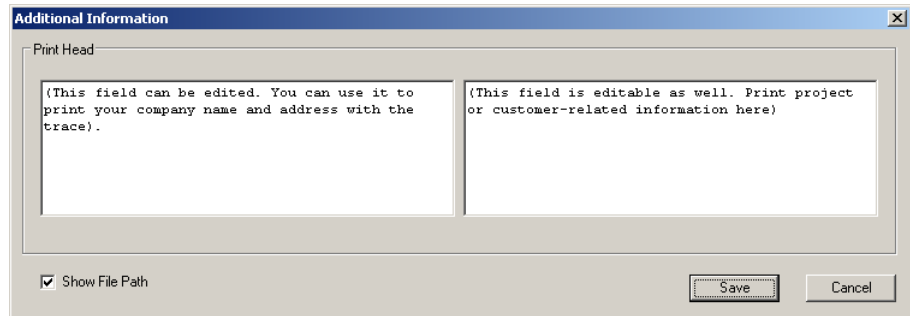 Additional Information
Print Head
(This field can be edited. You can use it to
print your company name and address with the
trace).
(This field is editable as well. Print project
or customer-related information here)
Show File Path
Save
Cancel